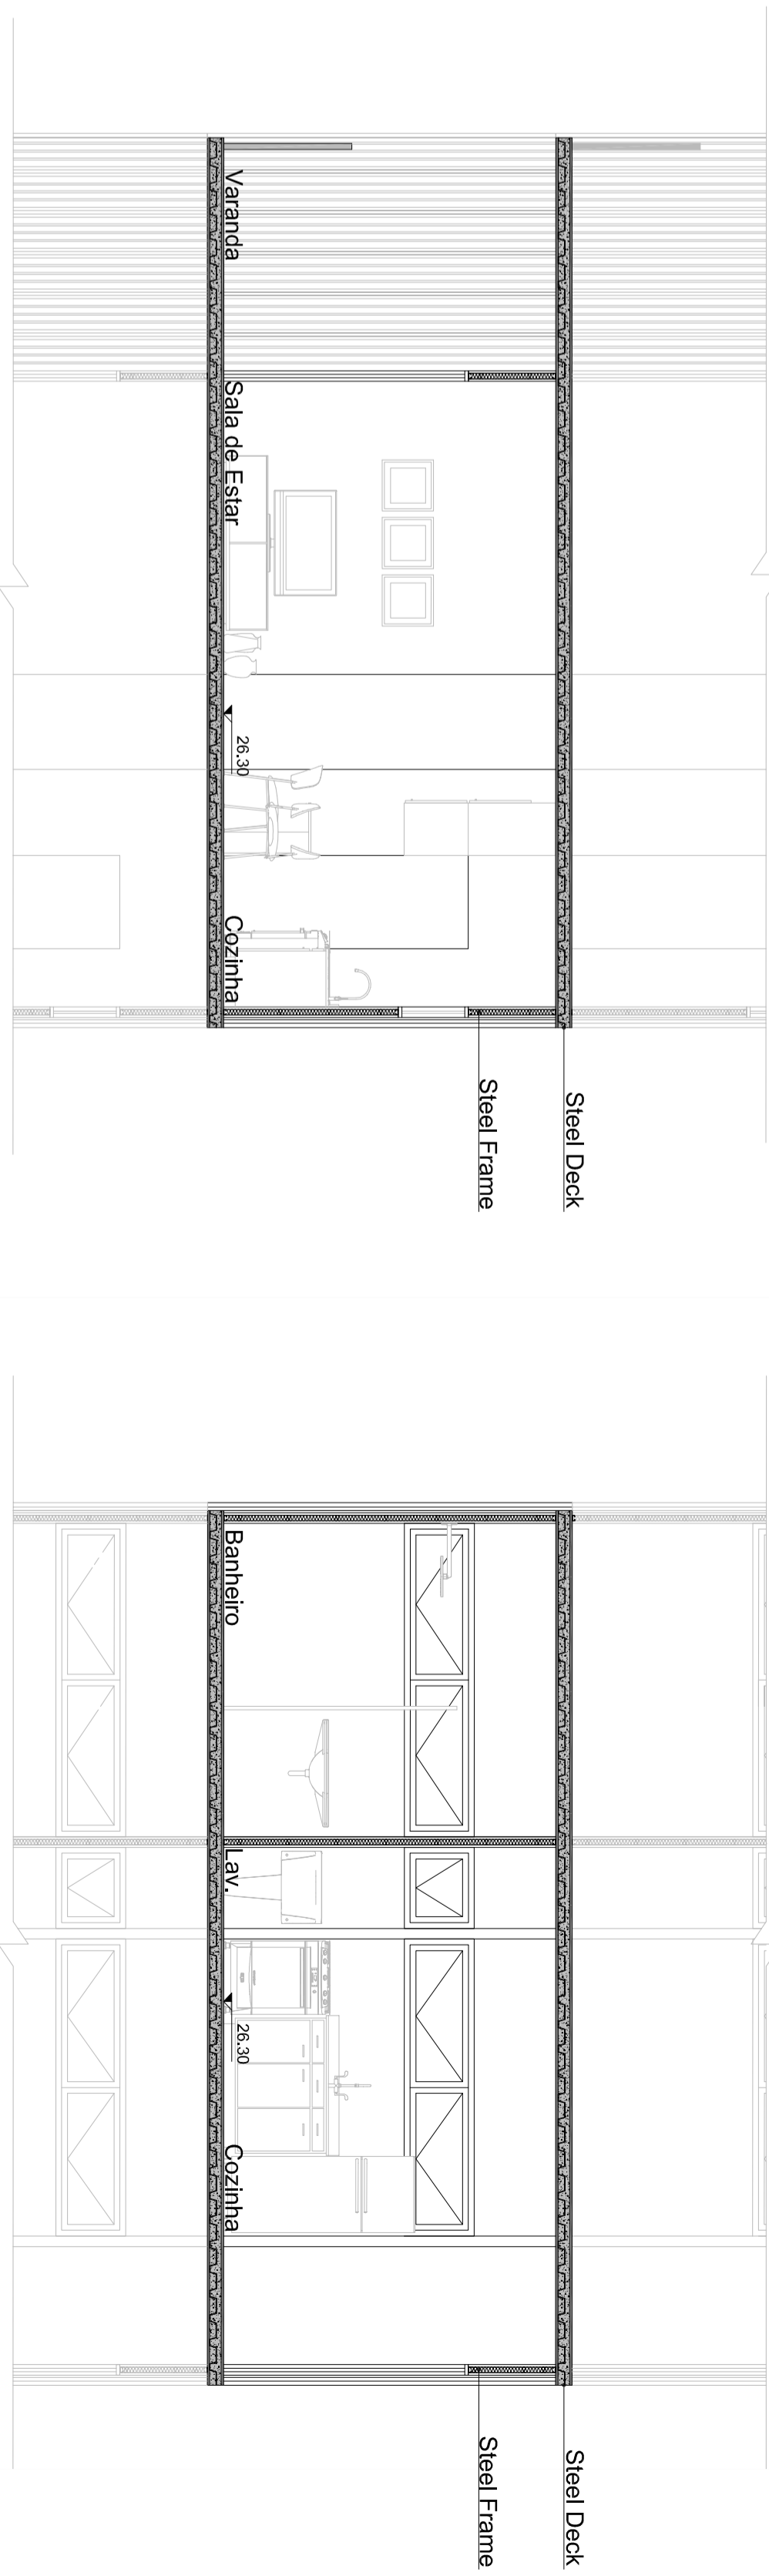 Varanda
Sala de Estar
26.30
Cozinha
Steel Frame
Steel Deck
Banheiro
Lav.
26.30
Cozinha
Steel Frame
Steel Deck